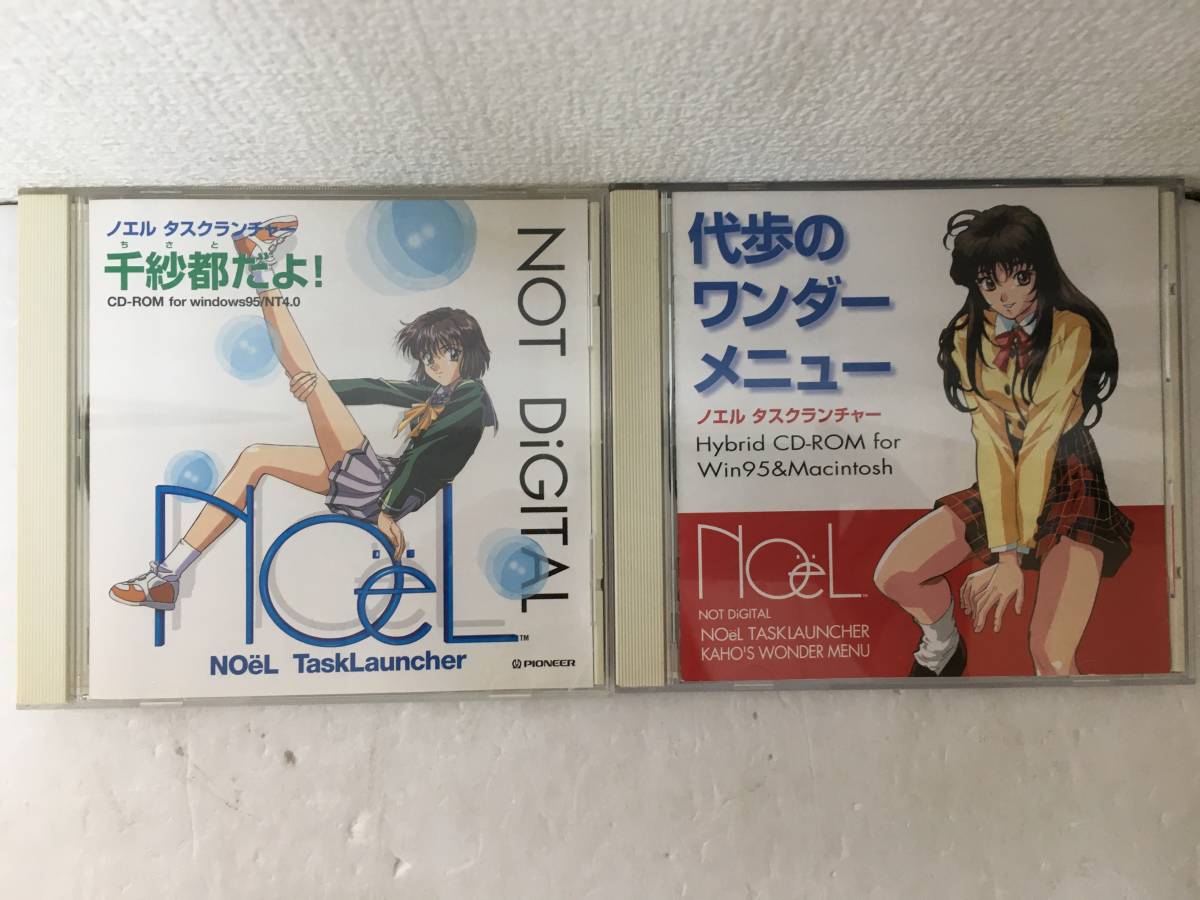 ノエル タスクランチャー
ちさと
千紗都だよ!
CD-ROM for windows95/NT4.0
NOT DiGITAL
NOëL
TM
NOëL TaskLauncher
PIONEER
代歩の
ワンダー
メニュー
ノエル タスクランチャー
Hybrid CD-ROM for
Win95&Macintosh
NOëL
TM
NOT DiGITAL
NOëL TASKLAUNCHER
KAHO'S WONDER MENU